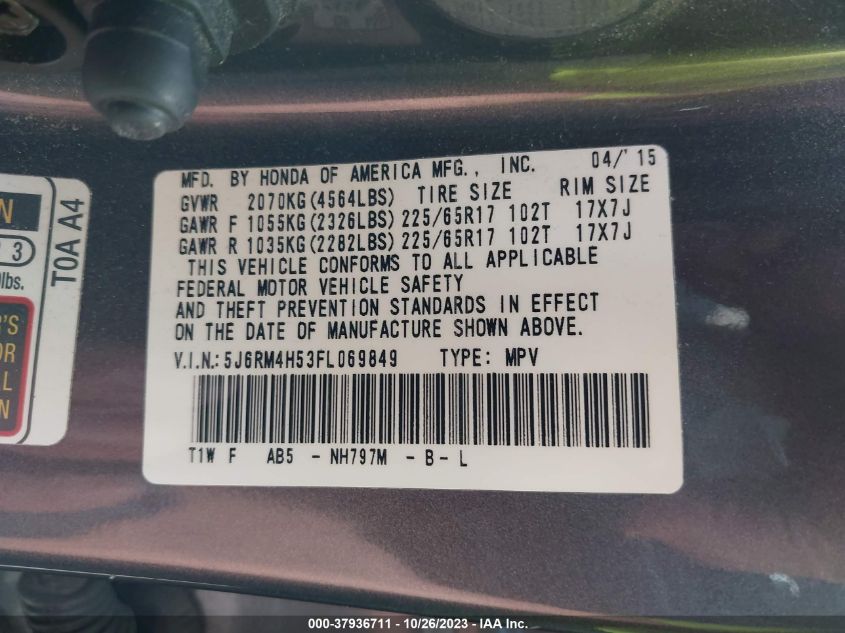 MFD. BY HONDA OF AMERICA MFG., INC. 04/'15
GVWR 2070KG(4564LBS) TIRE SIZE RIM SIZE
GAWR F 1055KG(2326LBS) 225/65R17 102T 17X7J
GAWR R 1035KG(2282LBS) 225/65R17 102T 17X7J
THIS VEHICLE CONFORMS TO ALL APPLICABLE
FEDERAL MOTOR VEHICLE SAFETY
AND THEFT PREVENTION STANDARDS IN EFFECT
ON THE DATE OF MANUFACTURE SHOWN ABOVE.
V.I.N.: 5J6RM4H53FL069849 TYPE: MPV
T1W F AB5 - NH797M - B - L
N
3
lbs.
T0A A4
'S
OR
L
N
000-37936711 - 10/26/2023 - IAA Inc.